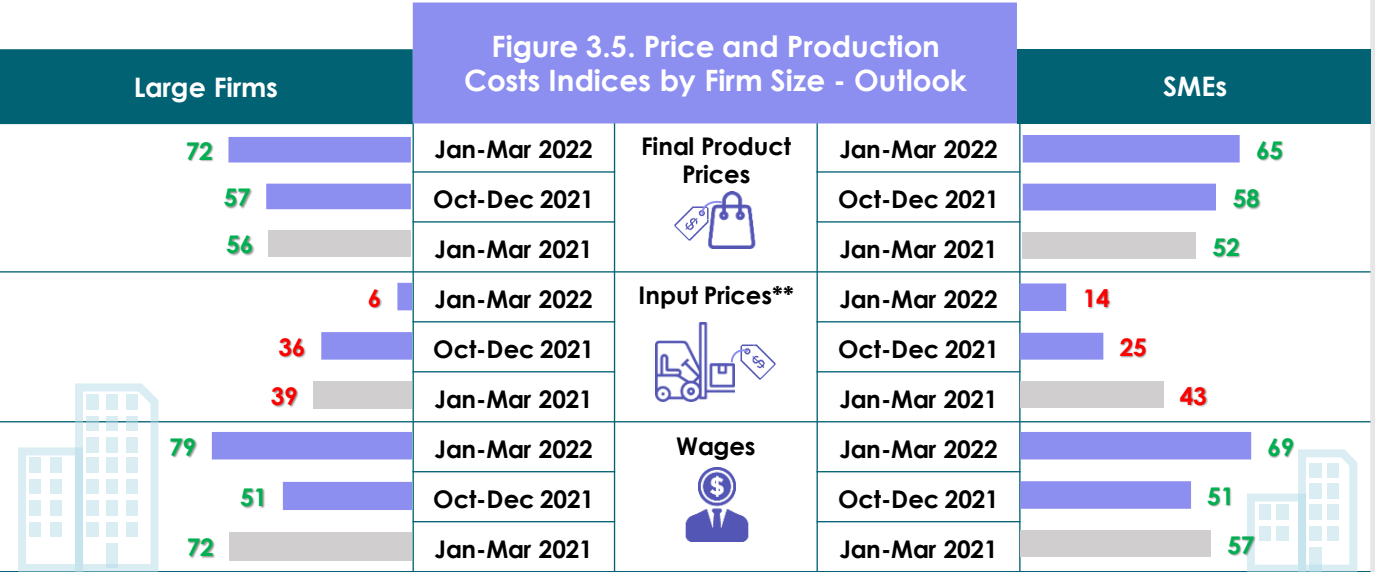 Figure 3.5. Price and Production
Costs Indices by Firm Size - Outlook
Large Firms
SMEs
72 Jan-Mar 2022 Final Product Jan-Mar 2022 65
Prices
57 Oct-Dec 2021 Oct-Dec 2021 58
$
56 Jan-Mar 2021 Jan-Mar 2021 52
6 Jan-Mar 2022 Input Prices** Jan-Mar 2022 14
36 Oct-Dec 2021 Oct-Dec 2021 25
$
39 Jan-Mar 2021 Jan-Mar 2021 43
79 Jan-Mar 2022 Wages Jan-Mar 2022 69
$
51 Oct-Dec 2021 Oct-Dec 2021 51
72 Jan-Mar 2021 Jan-Mar 2021 57